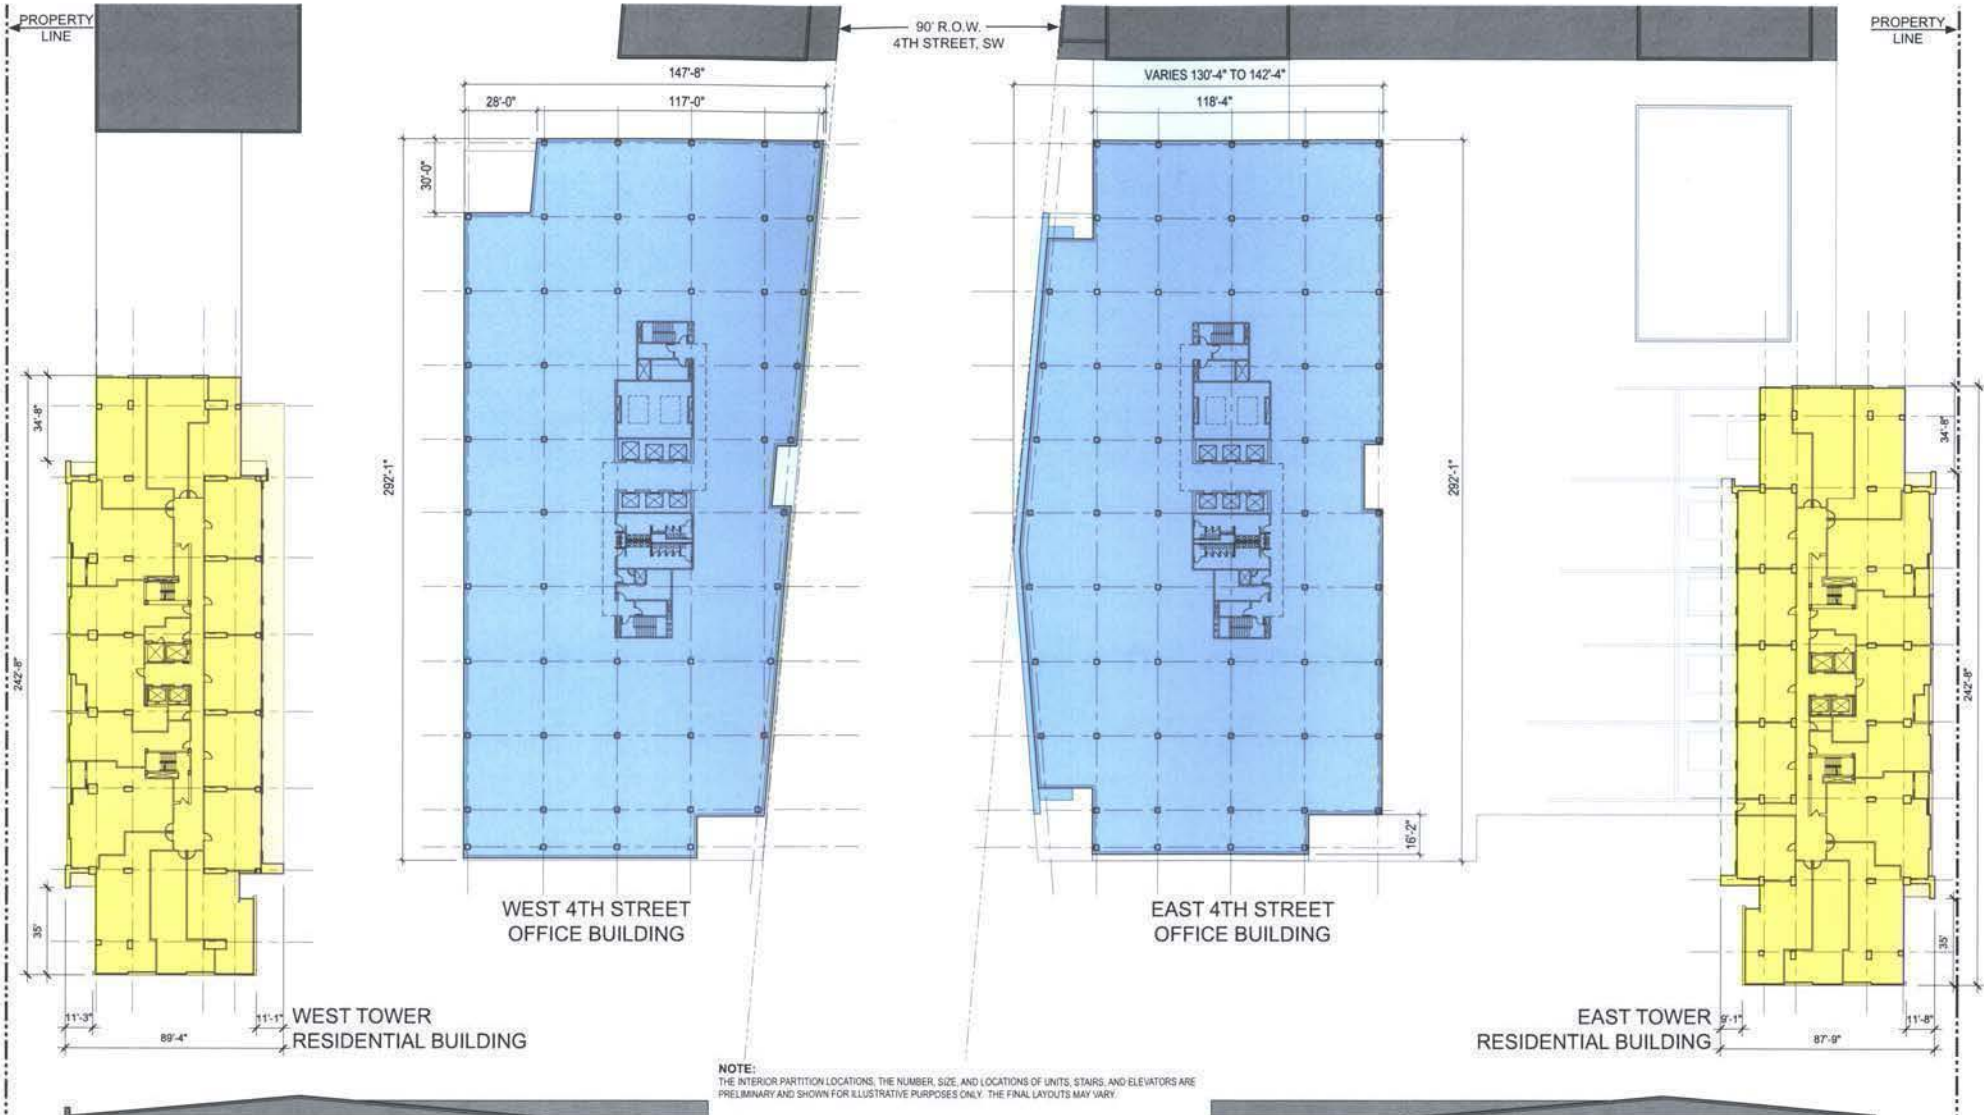 PROPERTY
LINE
90' R.O.W.
4TH STREET, SW
PROPERTY
LINE
147'-8"
VARIES 130'-4" TO 142'-4"
28'-0"
117'-0"
118'-4"
30'-0"
34'-8"
292'-1"
292'-1"
34'-8"
242'-8"
242'-8"
16'-2"
35'
35'
WEST 4TH STREET
OFFICE BUILDING
EAST 4TH STREET
OFFICE BUILDING
11'-3"
11'-1"
89'-4"
WEST TOWER
RESIDENTIAL BUILDING
EAST TOWER
RESIDENTIAL BUILDING
9'-1"
11'-8"
87'-9"
NOTE:
THE INTERIOR PARTITION LOCATIONS, THE NUMBER, SIZE, AND LOCATIONS OF UNITS, STAIRS, AND ELEVATORS ARE
PRELIMINARY AND SHOWN FOR ILLUSTRATIVE PURPOSES ONLY. THE FINAL LAYOUTS MAY VARY.